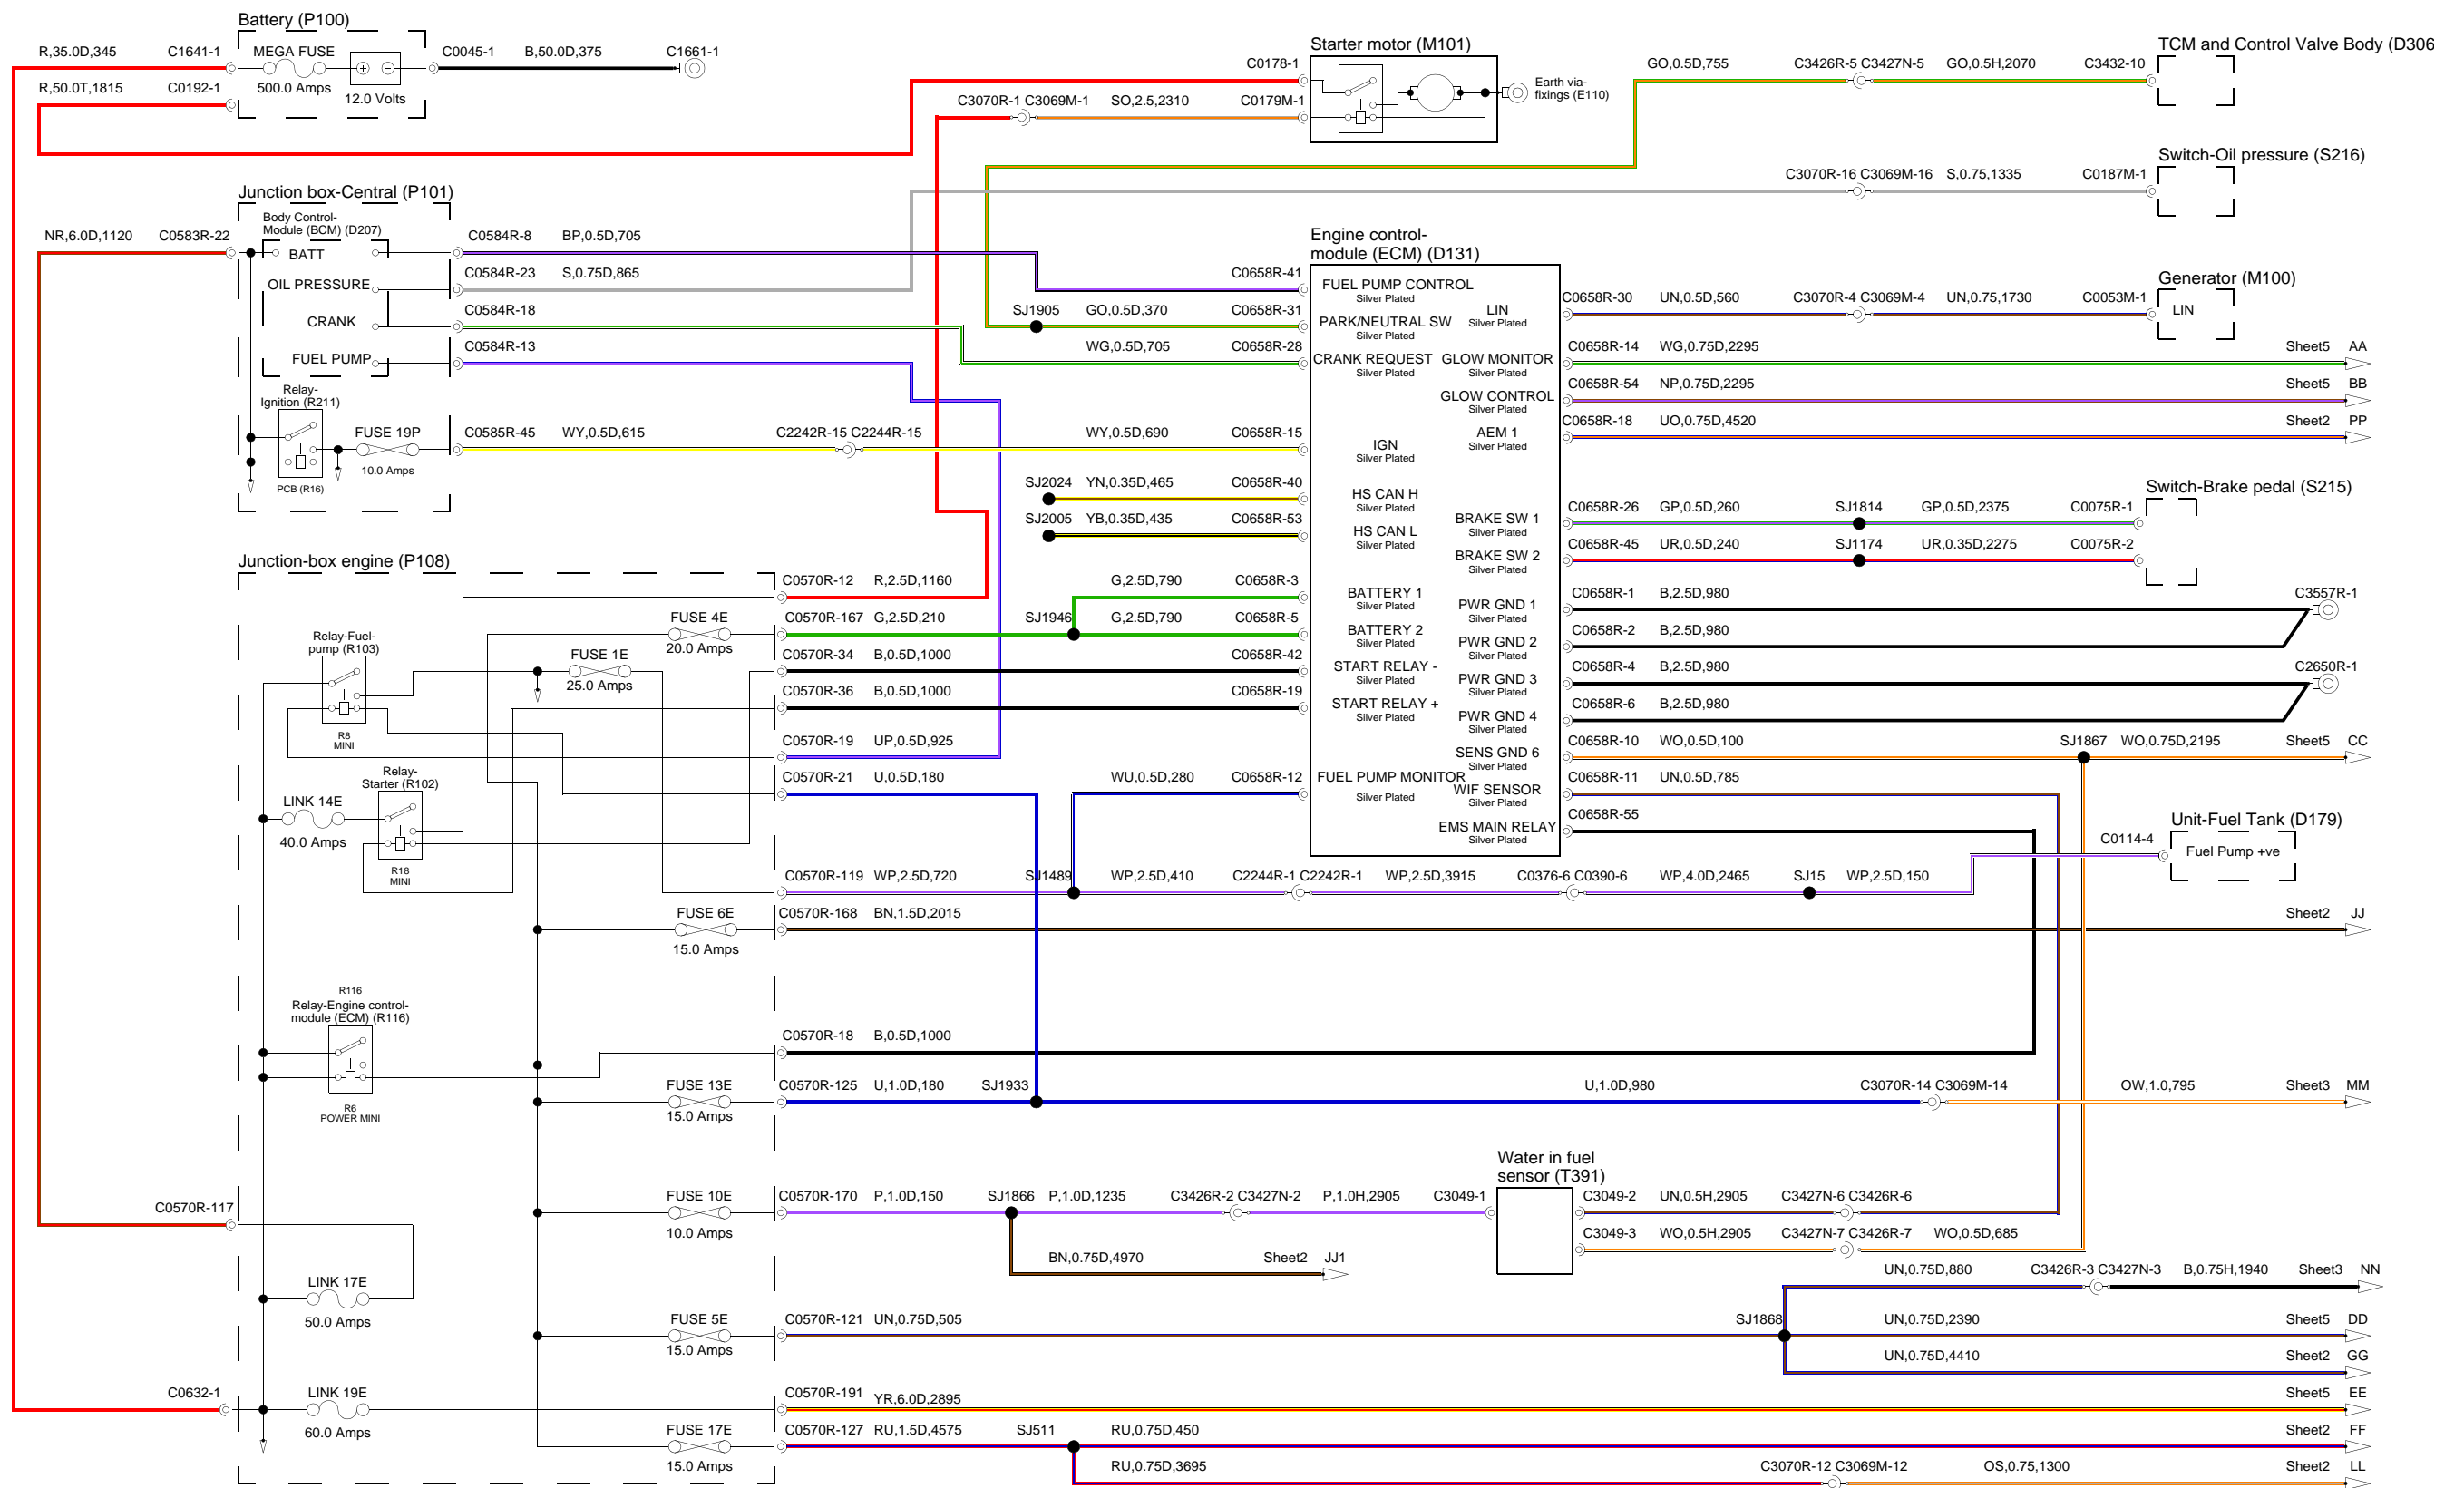 Battery (P100)
R,35.0D,345 C1641-1 MEGA FUSE C0045-1 B,50.0D,375 C1661-1
500.0 Amps 12.0 Volts
R,50.0T,1815 C0192-1
Starter motor (M101)
C0178-1
Earth via-
fixings (E110)
C3070R-1 C3069M-1 SO,2.5,2310 C0179M-1
TCM and Control Valve Body (D306
GO,0.5D,755 C3426R-5 C3427N-5 GO,0.5H,2070 C3432-10
Switch-Oil pressure (S216)
C3070R-16 C3069M-16 S,0.75,1335 C0187M-1
Junction box-Central (P101)
Body Control-
Module (BCM) (D207)
NR,6.0D,1120 C0583R-22 BATT C0584R-8 BP,0.5D,705
OIL PRESSURE C0584R-23 S,0.75D,865
CRANK C0584R-18
FUEL PUMP C0584R-13
Relay-
Ignition (R211)
FUSE 19P C0585R-45 WY,0.5D,615 C2242R-15 C2244R-15 WY,0.5D,690 C0658R-15
10.0 Amps
PCB (R16)
Engine control-
module (ECM) (D131)
C0658R-41 FUEL PUMP CONTROL
Silver Plated
SJ1905 GO,0.5D,370 C0658R-31 PARK/NEUTRAL SW
Silver Plated
WG,0.5D,705 C0658R-28 CRANK REQUEST
Silver Plated
IGN
Silver Plated
SJ2024 YN,0.35D,465 C0658R-40 HS CAN H
Silver Plated
SJ2005 YB,0.35D,435 C0658R-53 HS CAN L
Silver Plated
G,2.5D,790 C0658R-3 BATTERY 1
Silver Plated
SJ1946 G,2.5D,790 C0658R-5 BATTERY 2
Silver Plated
C0658R-42 START RELAY -
Silver Plated
C0658R-19 START RELAY +
Silver Plated
WU,0.5D,280 C0658R-12 FUEL PUMP MONITOR
Silver Plated
LIN C0658R-30 UN,0.5D,560 C3070R-4 C3069M-4 UN,0.75,1730 C0053M-1
Silver Plated
Generator (M100)
LIN
GLOW MONITOR C0658R-14 WG,0.75D,2295 Sheet5 AA
Silver Plated
GLOW CONTROL C0658R-54 NP,0.75D,2295 Sheet5 BB
Silver Plated
AEM 1 C0658R-18 UO,0.75D,4520 Sheet2 PP
Silver Plated
Switch-Brake pedal (S215)
BRAKE SW 1 C0658R-26 GP,0.5D,260 SJ1814 GP,0.5D,2375 C0075R-1
Silver Plated
BRAKE SW 2 C0658R-45 UR,0.5D,240 SJ1174 UR,0.35D,2275 C0075R-2
Silver Plated
PWR GND 1 C0658R-1 B,2.5D,980 C3557R-1
Silver Plated
PWR GND 2 C0658R-2 B,2.5D,980
Silver Plated
PWR GND 3 C0658R-4 B,2.5D,980 C2650R-1
Silver Plated
PWR GND 4 C0658R-6 B,2.5D,980
Silver Plated
SENS GND 6 C0658R-10 WO,0.5D,100 SJ1867 WO,0.75D,2195 Sheet5 CC
Silver Plated
WIF SENSOR C0658R-11 UN,0.5D,785
Silver Plated
EMS MAIN RELAY C0658R-55
Silver Plated
Unit-Fuel Tank (D179)
C0114-4 Fuel Pump +ve
Junction-box engine (P108)
C0570R-12 R,2.5D,1160
FUSE 4E C0570R-167 G,2.5D,210
20.0 Amps
Relay-Fuel-
pump (R103)
R8
MINI
FUSE 1E C0570R-34 B,0.5D,1000
25.0 Amps
C0570R-36 B,0.5D,1000
C0570R-19 UP,0.5D,925
C0570R-21 U,0.5D,180
Relay-
Starter (R102)
LINK 14E
40.0 Amps
R18
MINI
C0570R-119 WP,2.5D,720 SJ1489 WP,2.5D,410 C2244R-1 C2242R-1 WP,2.5D,3915 C0376-6 C0390-6 WP,4.0D,2465 SJ15 WP,2.5D,150
FUSE 6E C0570R-168 BN,1.5D,2015 Sheet2 JJ
15.0 Amps
R116
Relay-Engine control-
module (ECM) (R116)
C0570R-18 B,0.5D,1000
R6
POWER MINI
FUSE 13E C0570R-125 U,1.0D,180 SJ1933 U,1.0D,980 C3070R-14 C3069M-14 OW,1.0,795 Sheet3 MM
15.0 Amps
Water in fuel
sensor (T391)
C0570R-117
FUSE 10E C0570R-170 P,1.0D,150 SJ1866 P,1.0D,1235 C3426R-2 C3427N-2 P,1.0H,2905 C3049-1 C3049-2 UN,0.5H,2905 C3427N-6 C3426R-6
10.0 Amps
C3049-3 WO,0.5H,2905 C3427N-7 C3426R-7 WO,0.5D,685
BN,0.75D,4970 Sheet2 JJ1
UN,0.75D,880 C3426R-3 C3427N-3 B,0.75H,1940 Sheet3 NN
LINK 17E
50.0 Amps
FUSE 5E C0570R-121 UN,0.75D,505 SJ1868 UN,0.75D,2390 Sheet5 DD
15.0 Amps
UN,0.75D,4410 Sheet2 GG
C0632-1 LINK 19E C0570R-191 YR,6.0D,2895 Sheet5 EE
60.0 Amps
FUSE 17E C0570R-127 RU,1.5D,4575 SJ511 RU,0.75D,450 Sheet2 FF
15.0 Amps
RU,0.75D,3695 C3070R-12 C3069M-12 OS,0.75,1300 Sheet2 LL